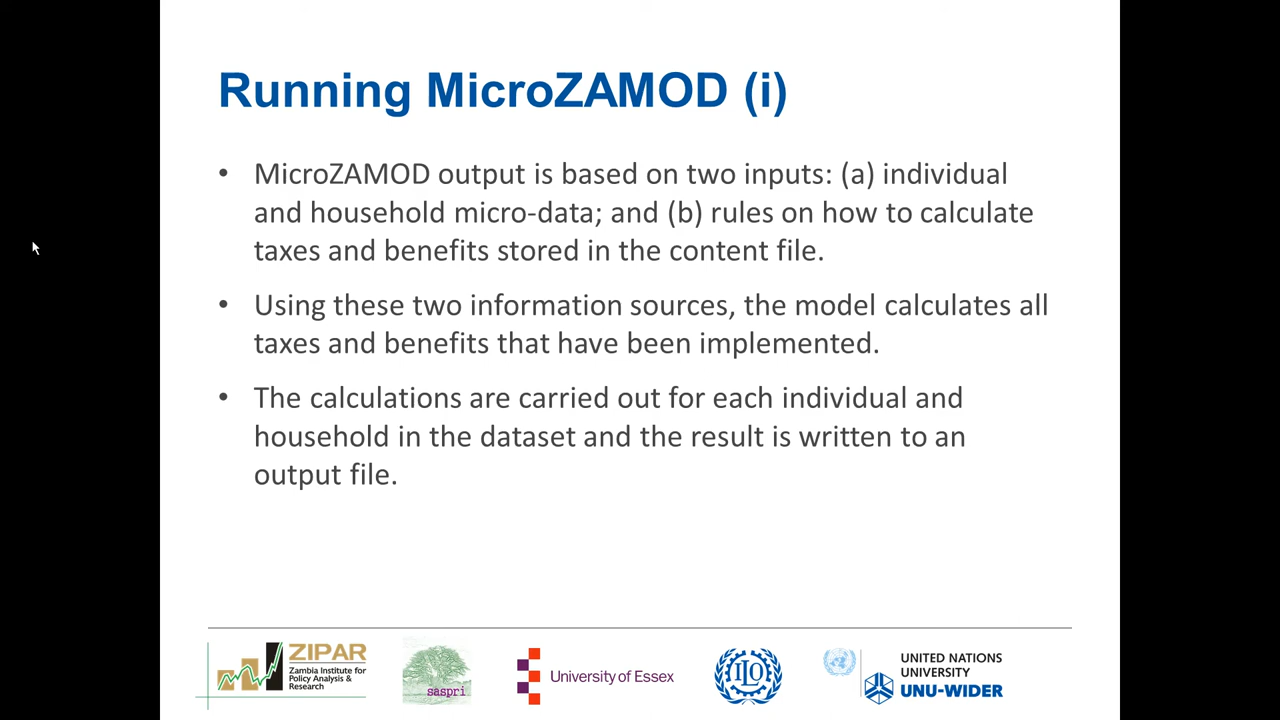 Running MicroZAMOD (i)
• MicroZAMOD output is based on two inputs: (a) individual
and household micro-data; and (b) rules on how to calculate
taxes and benefits stored in the content file.
• Using these two information sources, the model calculates all
taxes and benefits that have been implemented.
• The calculations are carried out for each individual and
household in the dataset and the result is written to an
output file.
ZIPAR
Zambia Institute for
Policy Analysis &
Research
saspri
University of Essex
ILO
UNITED NATIONS
UNIVERSITY
UNU-WIDER